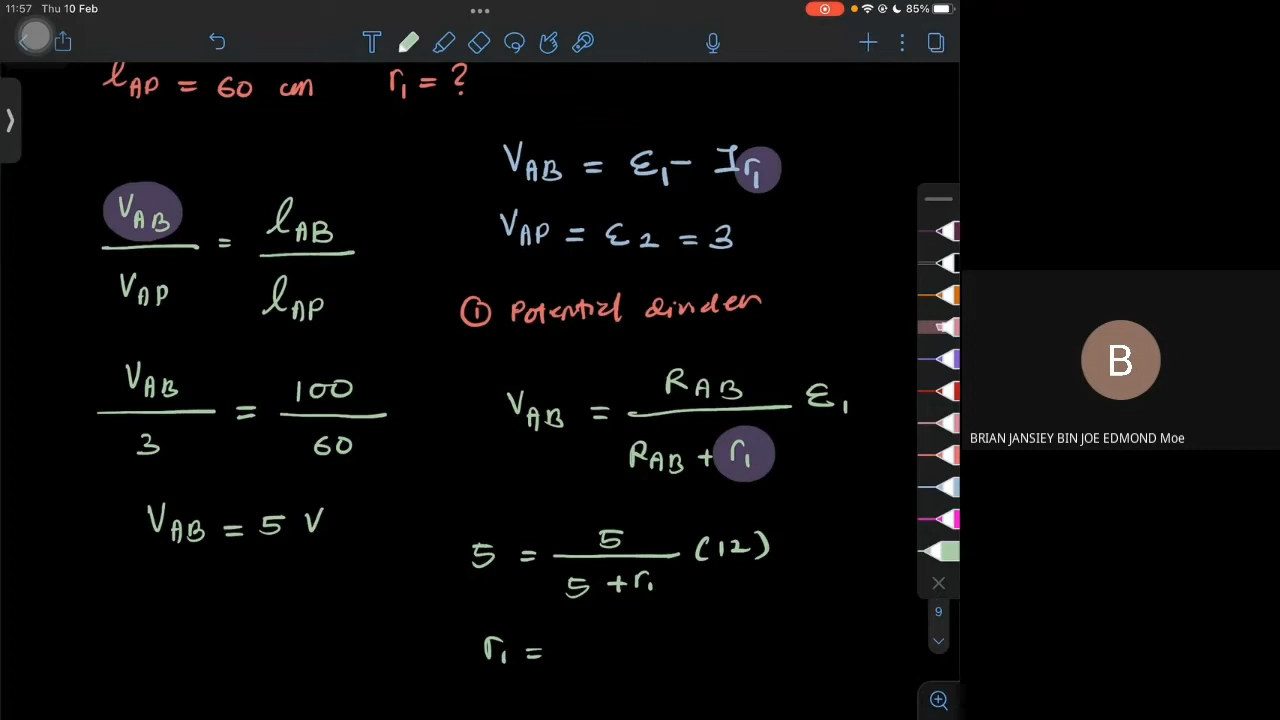 11:57 Thu 10 Feb
85%
T
l_AP = 60 cm r₁ = ?
V_AB / V_AP = l_AB / l_AP
V_AB / 3 = 100 / 60
V_AB = 5 V
V_AB = ε₁ - Ir₁
V_AP = ε₂ = 3
① Potential divider
V_AB = R_AB / (R_AB + r₁) ε₁
5 = 5 / (5 + r₁) (12)
r₁ =
9
B
BRIAN JANSIEY BIN JOE EDMOND Moe